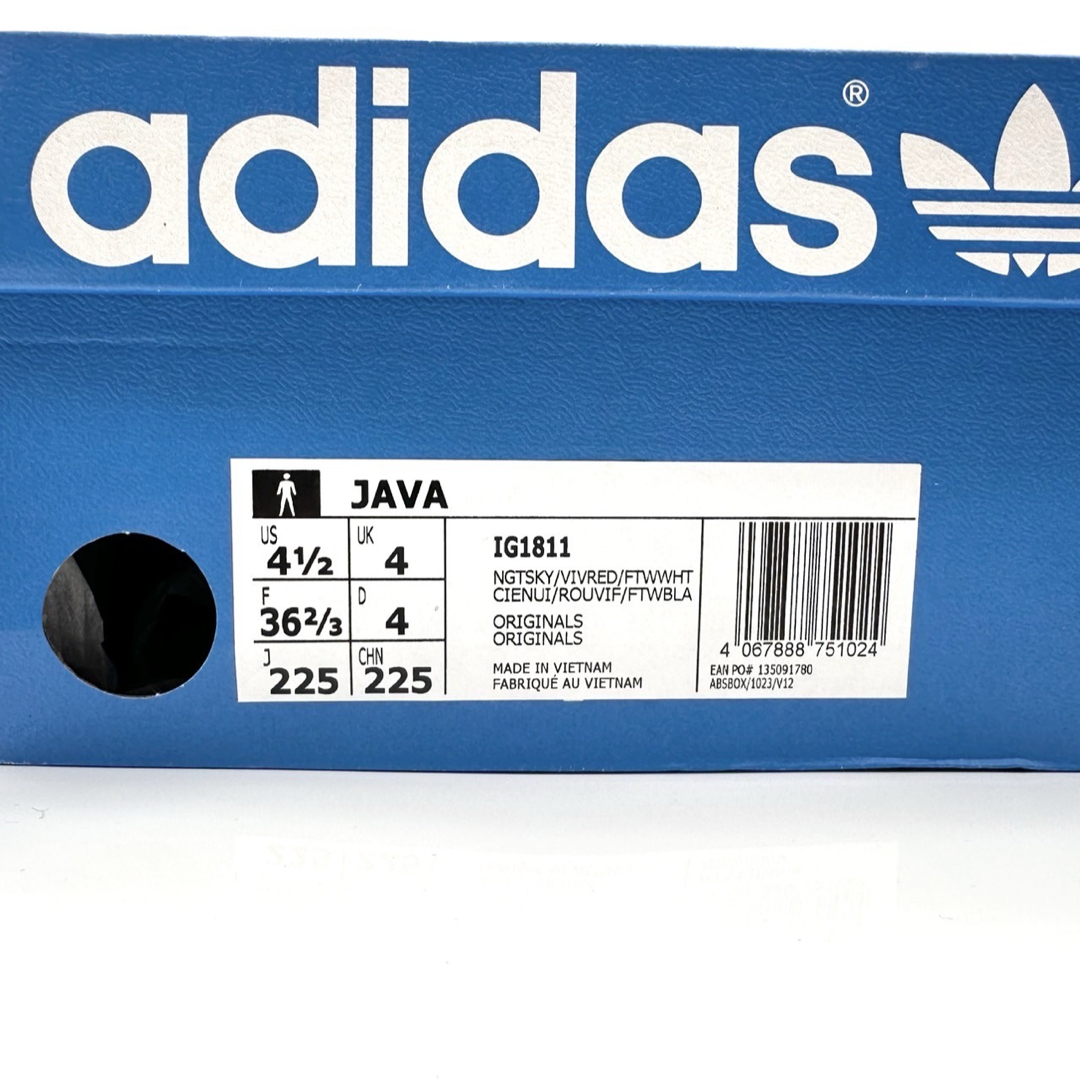 adidas®
JAVA
US 4½ UK 4
F 36⅔ D 4
J 225 CHN 225
IG1811
NGTSKY/VIVRED/FTWWHT
CIENUI/ROUVIF/FTWBLA
ORIGINALS
ORIGINALS
MADE IN VIETNAM
FABRIQUÉ AU VIETNAM
4 067888 751024
EAN PO# 135091780
ABSBOX/1023/V12